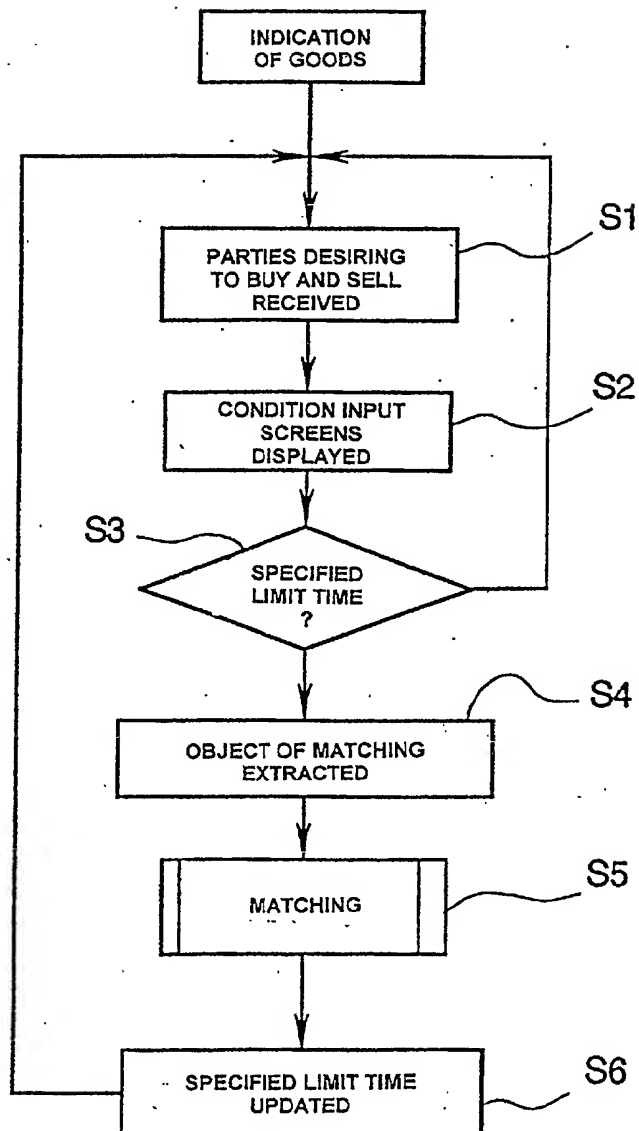 INDICATION
OF GOODS
S1
PARTIES DESIRING
TO BUY AND SELL
RECEIVED
S2
CONDITION INPUT
SCREENS
DISPLAYED
S3
SPECIFIED
LIMIT TIME
?
S4
OBJECT OF MATCHING
EXTRACTED
S5
MATCHING
S6
SPECIFIED LIMIT TIME
UPDATED